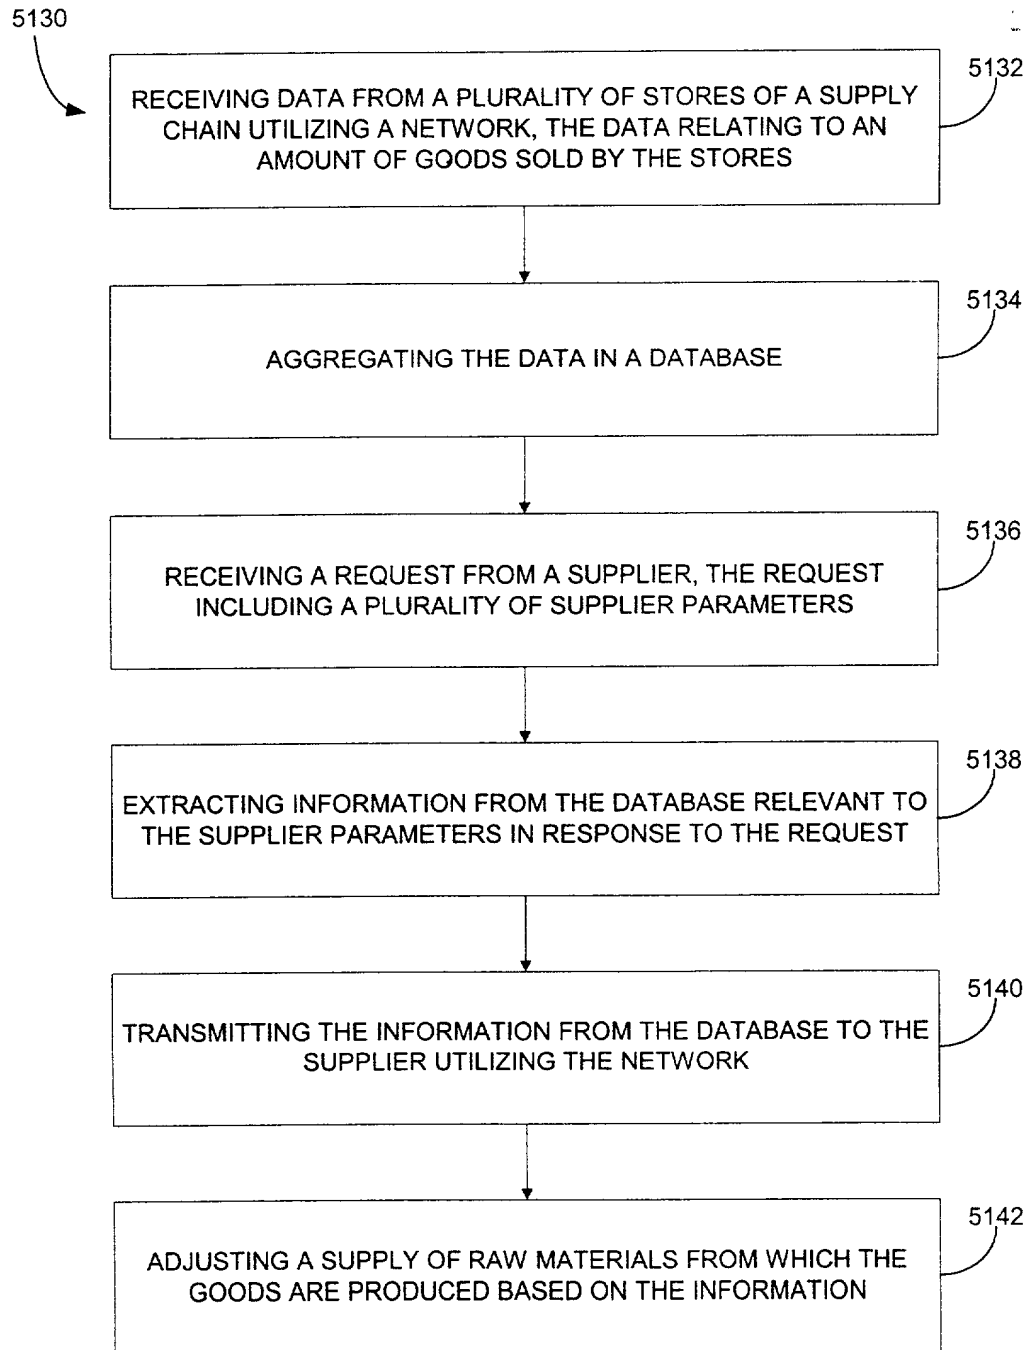 5130
5132
RECEIVING DATA FROM A PLURALITY OF STORES OF A SUPPLY
CHAIN UTILIZING A NETWORK, THE DATA RELATING TO AN
AMOUNT OF GOODS SOLD BY THE STORES
5134
AGGREGATING THE DATA IN A DATABASE
5136
RECEIVING A REQUEST FROM A SUPPLIER, THE REQUEST
INCLUDING A PLURALITY OF SUPPLIER PARAMETERS
5138
EXTRACTING INFORMATION FROM THE DATABASE RELEVANT TO
THE SUPPLIER PARAMETERS IN RESPONSE TO THE REQUEST
5140
TRANSMITTING THE INFORMATION FROM THE DATABASE TO THE
SUPPLIER UTILIZING THE NETWORK
5142
ADJUSTING A SUPPLY OF RAW MATERIALS FROM WHICH THE
GOODS ARE PRODUCED BASED ON THE INFORMATION